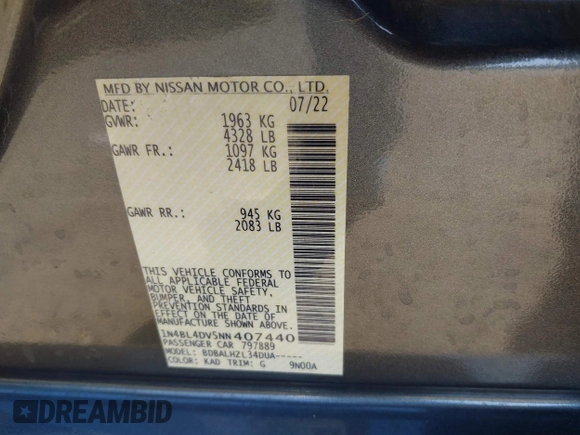 MFD BY NISSAN MOTOR CO., LTD.
DATE: 07/22
GVWR: 1963 KG
4328 LB
GAWR FR.: 1097 KG
2418 LB
GAWR RR.: 945 KG
2083 LB
THIS VEHICLE CONFORMS TO
ALL APPLICABLE FEDERAL
MOTOR VEHICLE SAFETY,
BUMPER, AND THEFT
PREVENTION STANDARDS IN
EFFECT ON THE DATE OF
MANUFACTURE SHOWN ABOVE.
1N4BL4DV5NN407440
PASSENGER CAR 797889
MODEL: BDBALHZL34DUA-----
COLOR: KAD TRIM: G 9N00A
DREAMBID